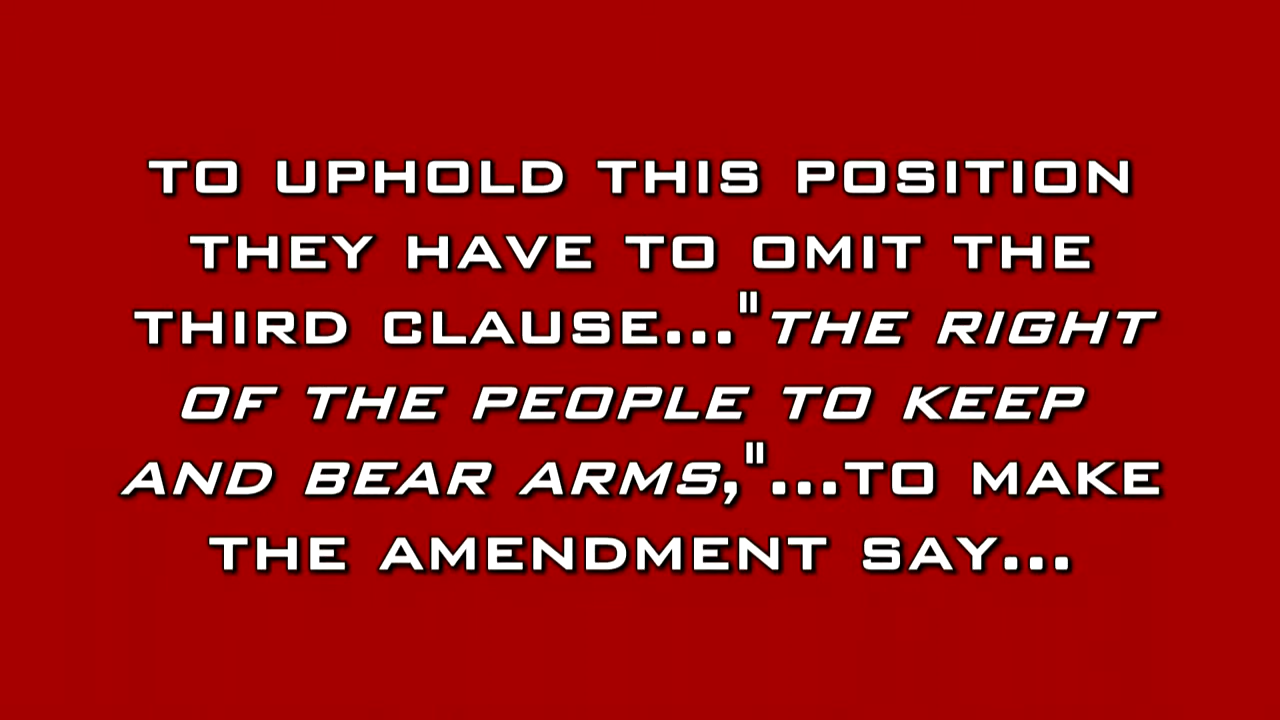 TO UPHOLD THIS POSITION
THEY HAVE TO OMIT THE
THIRD CLAUSE..."THE RIGHT
OF THE PEOPLE TO KEEP
AND BEAR ARMS,"...TO MAKE
THE AMENDMENT SAY...